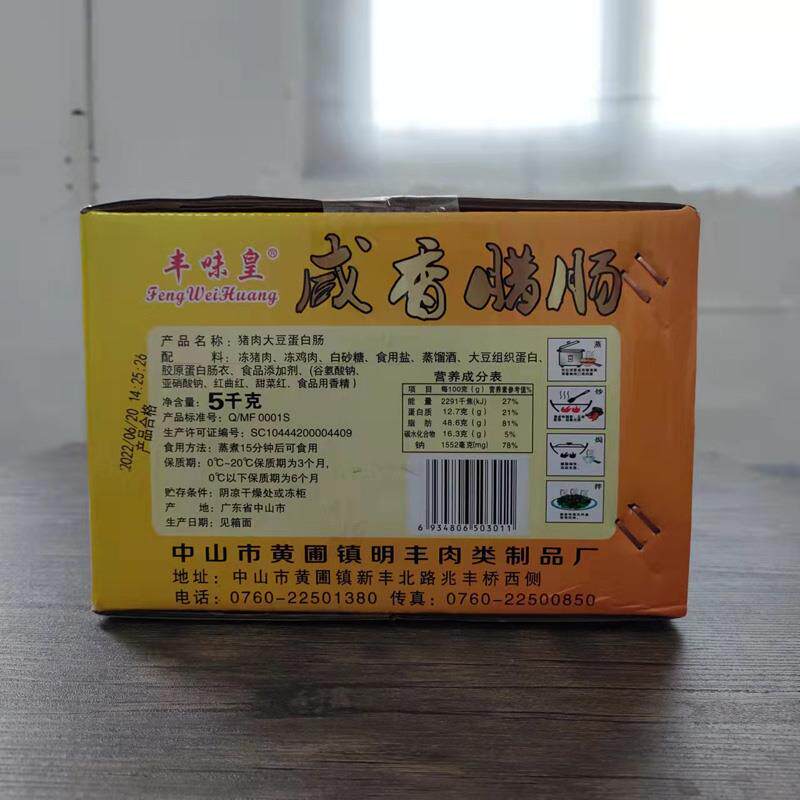 丰味皇®
FengWeiHuang
咸香腊肠
产品名称：猪肉大豆蛋白肠
配 料：冻猪肉、冻鸡肉、白砂糖、食用盐、蒸馏酒、大豆组织蛋白、
胶原蛋白肠衣、食品添加剂、(谷氨酸钠、
亚硝酸钠、红曲红、甜菜红、食品用香精)
净含量：5千克
产品标准号：Q/MF 0001S
生产许可证编号：SC10444200004409
食用方法：蒸煮15分钟后可食用
保质期：0℃~20℃保质期为3个月，
0℃以下保质期为6个月
贮存条件：阴凉干燥处或冻柜
产 地：广东省中山市
生产日期：见箱面
营养成分表
项 目 每100克(g) 营养素参考值%
能 量 2291千焦(kJ) 27%
蛋白质 12.7克(g) 21%
脂 肪 48.6克(g) 81%
碳水化合物 16.3克(g) 5%
钠 1552毫克(mg) 78%
6 934806 503011
蒸
炒
焖
拌
2022/06/20 14:25:26
产品合格
中山市黄圃镇明丰肉类制品厂
地址：中山市黄圃镇新丰北路兆丰桥西侧
电话：0760-22501380 传真：0760-22500850